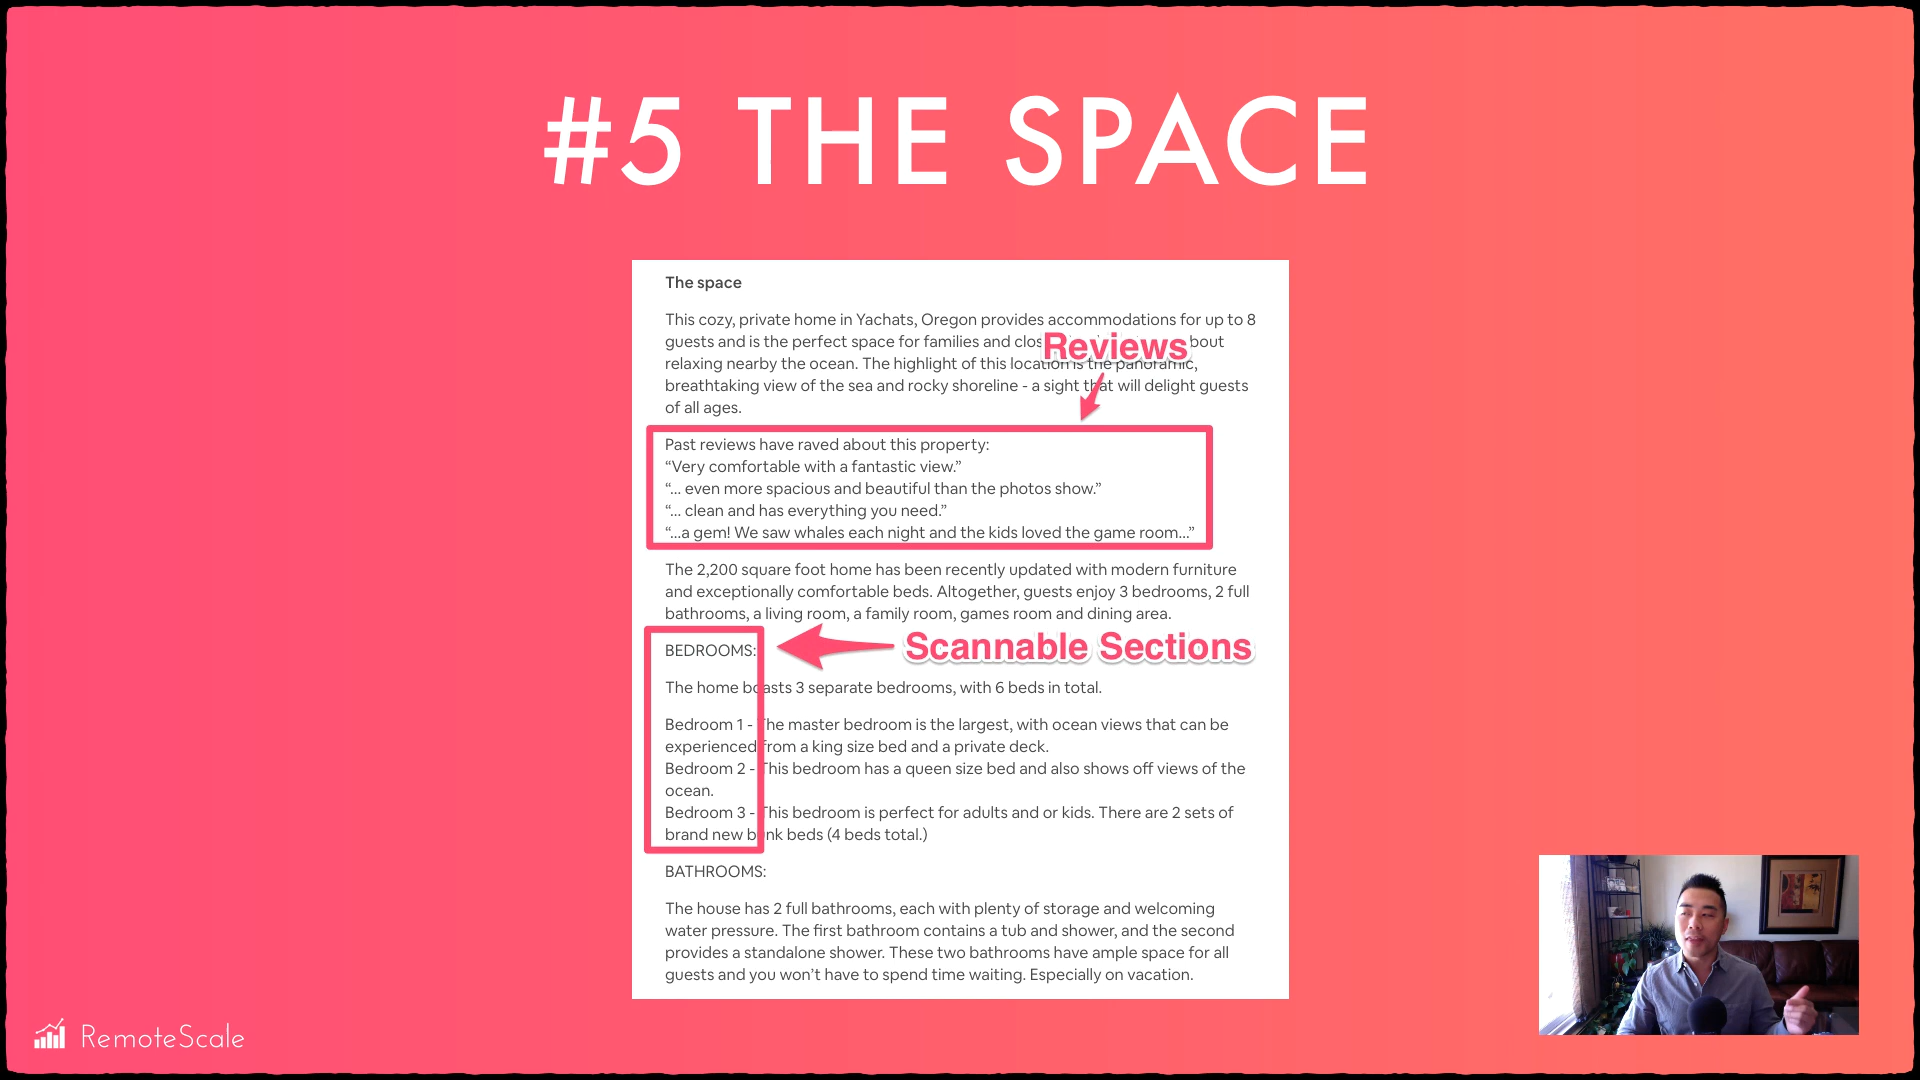 #5 THE SPACE
The space
This cozy, private home in Yachats, Oregon provides accommodations for up to 8
guests and is the perfect space for families and clos bout
Reviews
relaxing nearby the ocean. The highlight of this location is the panoramic,
breathtaking view of the sea and rocky shoreline - a sight that will delight guests
of all ages.
Past reviews have raved about this property:
“Very comfortable with a fantastic view.”
“... even more spacious and beautiful than the photos show.”
“... clean and has everything you need.”
“...a gem! We saw whales each night and the kids loved the game room...”
The 2,200 square foot home has been recently updated with modern furniture
and exceptionally comfortable beds. Altogether, guests enjoy 3 bedrooms, 2 full
bathrooms, a living room, a family room, games room and dining area.
BEDROOMS:
Scannable Sections
The home boasts 3 separate bedrooms, with 6 beds in total.
Bedroom 1 - The master bedroom is the largest, with ocean views that can be
experienced from a king size bed and a private deck.
Bedroom 2 - This bedroom has a queen size bed and also shows off views of the
ocean.
Bedroom 3 - This bedroom is perfect for adults and or kids. There are 2 sets of
brand new bunk beds (4 beds total.)
BATHROOMS:
The house has 2 full bathrooms, each with plenty of storage and welcoming
water pressure. The first bathroom contains a tub and shower, and the second
provides a standalone shower. These two bathrooms have ample space for all
guests and you won’t have to spend time waiting. Especially on vacation.
RemoteScale